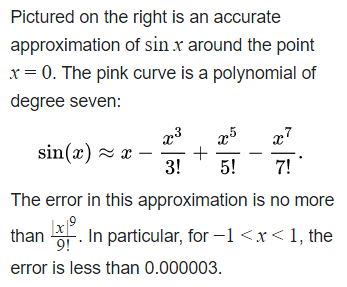 Pictured on the right is an accurate
approximation of sin x around the point
x = 0. The pink curve is a polynomial of
degree seven:
sin(x) ≈ x − x³/3! + x⁵/5! − x⁷/7!.
The error in this approximation is no more
than |x|⁹/9!. In particular, for −1 < x < 1, the
error is less than 0.000003.